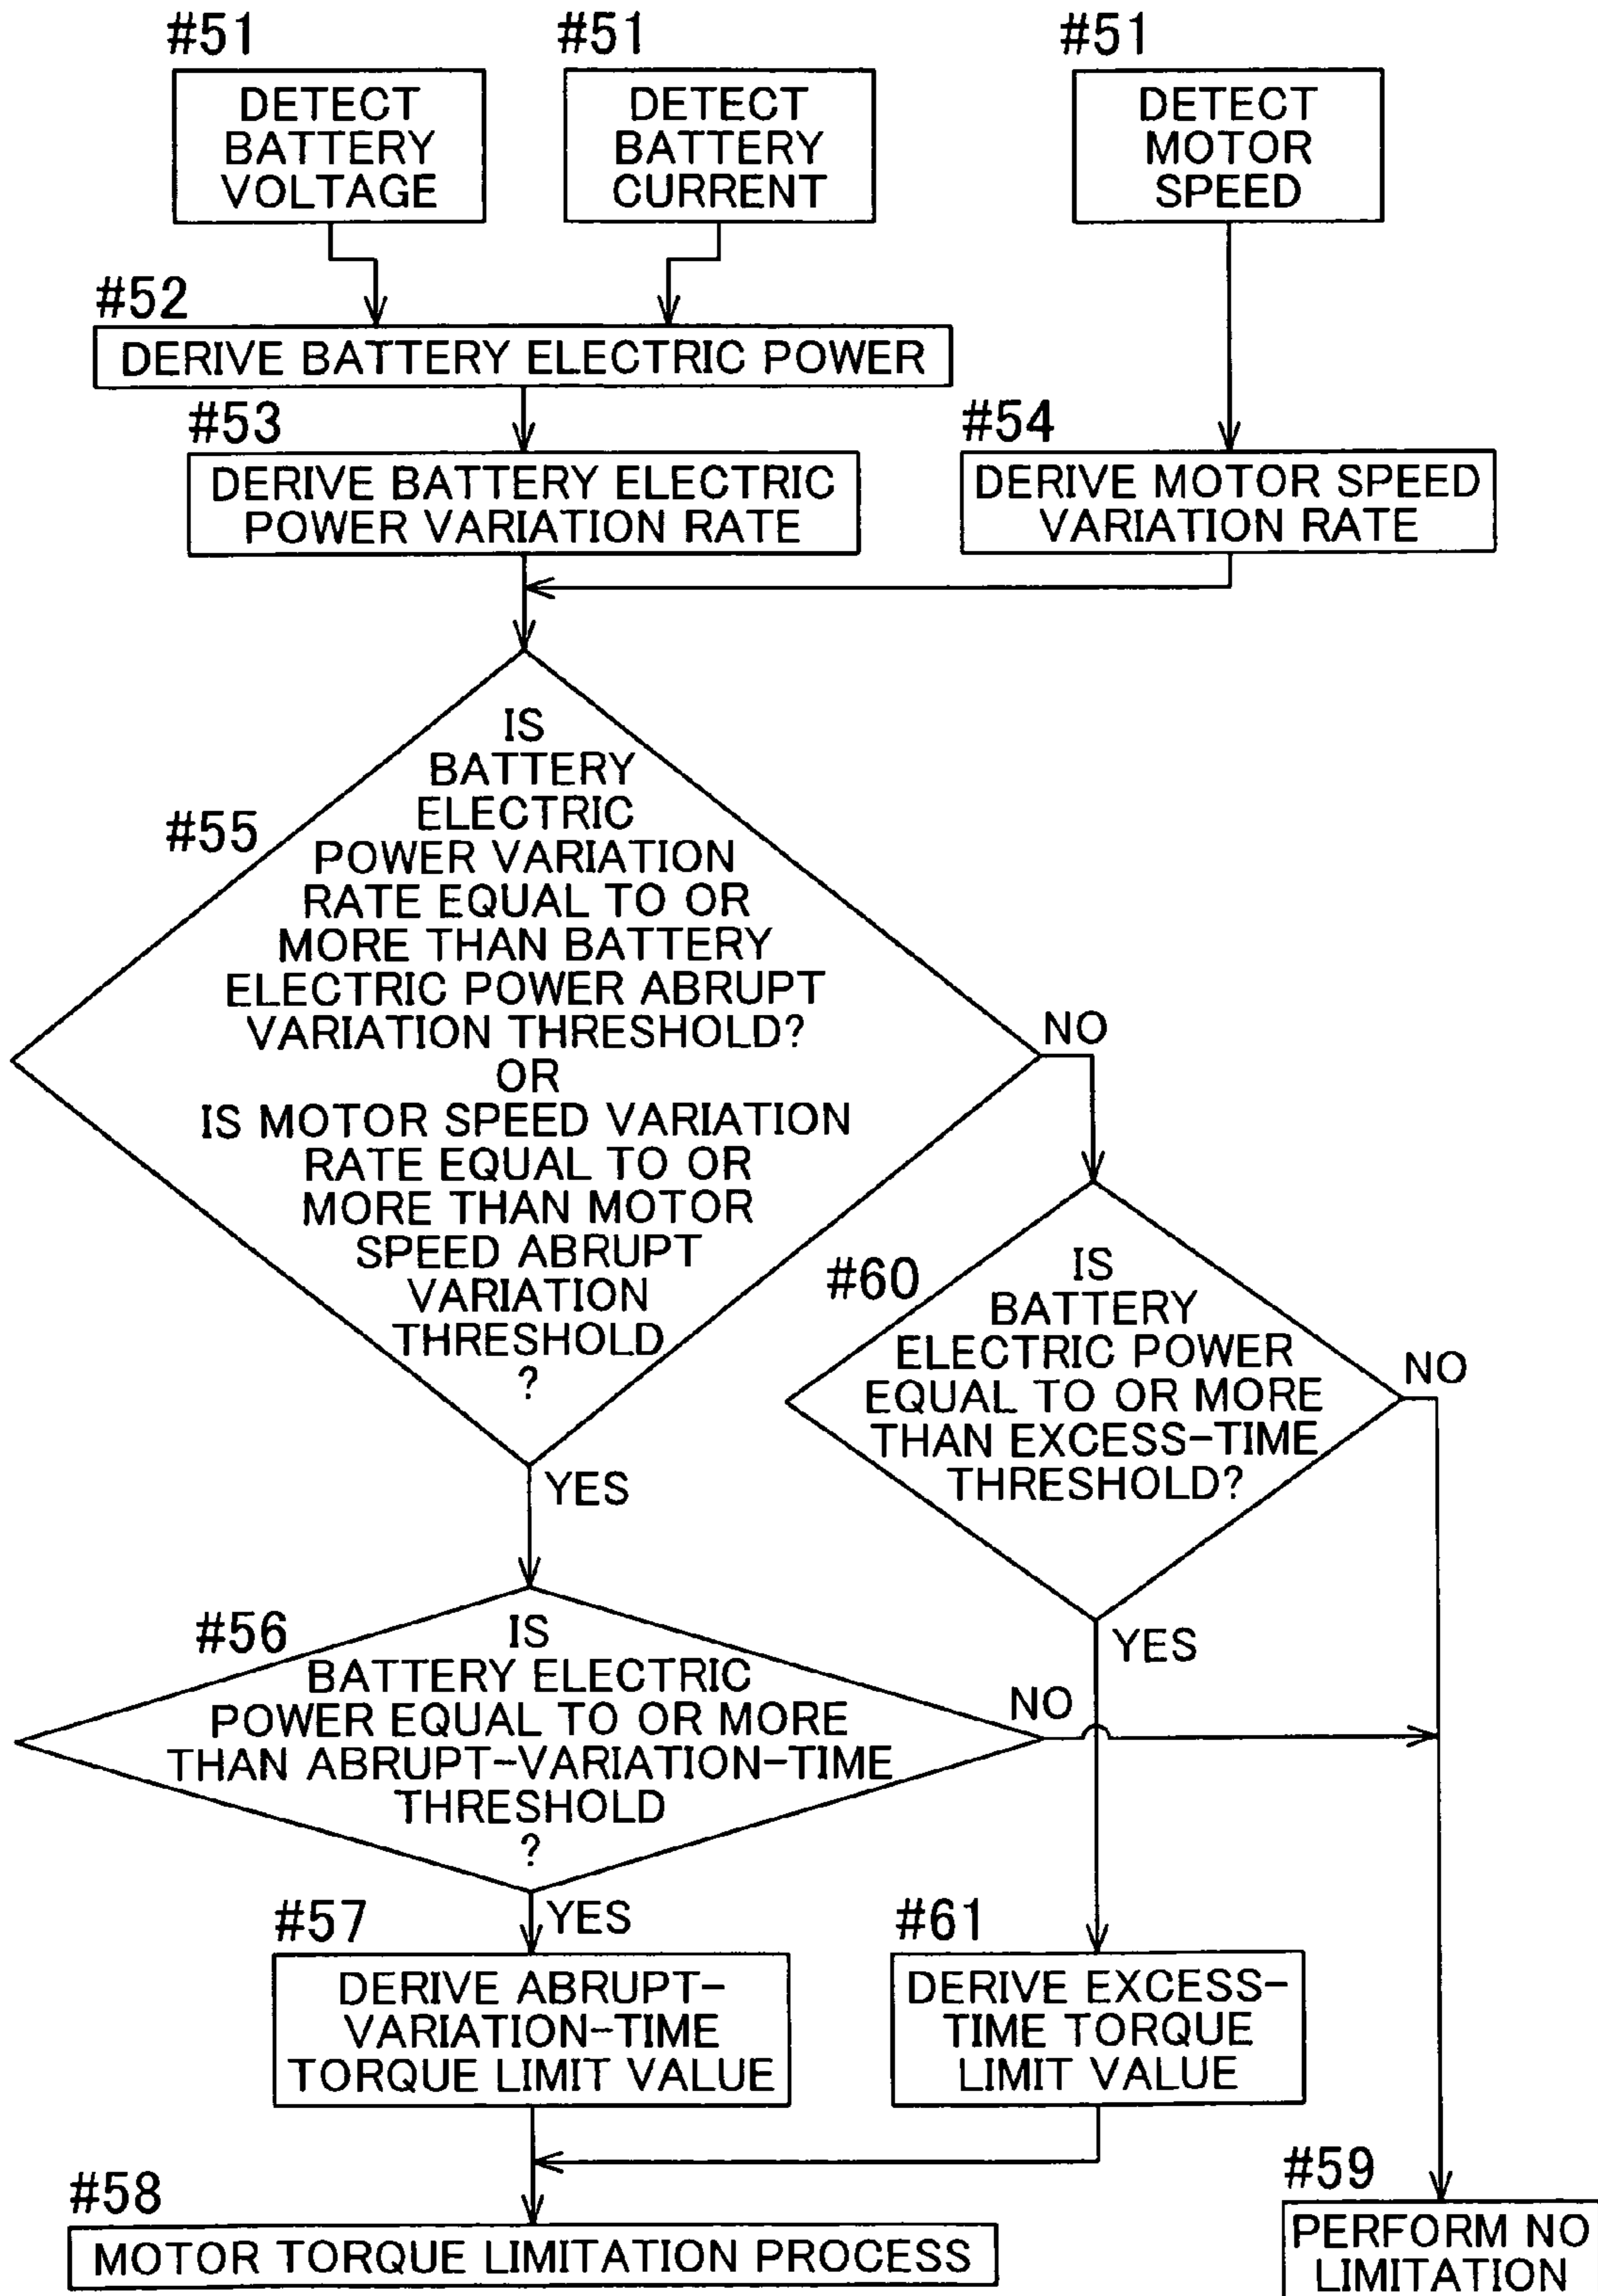 #51
DETECT
BATTERY
VOLTAGE
#51
DETECT
BATTERY
CURRENT
#51
DETECT
MOTOR
SPEED
#52
DERIVE BATTERY ELECTRIC POWER
#53
DERIVE BATTERY ELECTRIC
POWER VARIATION RATE
#54
DERIVE MOTOR SPEED
VARIATION RATE
#55
IS
BATTERY
ELECTRIC
POWER VARIATION
RATE EQUAL TO OR
MORE THAN BATTERY
ELECTRIC POWER ABRUPT
VARIATION THRESHOLD?
OR
IS MOTOR SPEED VARIATION
RATE EQUAL TO OR
MORE THAN MOTOR
SPEED ABRUPT
VARIATION
THRESHOLD
?
NO
YES
#60
IS
BATTERY
ELECTRIC POWER
EQUAL TO OR MORE
THAN EXCESS-TIME
THRESHOLD?
NO
YES
#56
IS
BATTERY ELECTRIC
POWER EQUAL TO OR MORE
THAN ABRUPT-VARIATION-TIME
THRESHOLD
?
NO
YES
#57
DERIVE ABRUPT-
VARIATION-TIME
TORQUE LIMIT VALUE
#61
DERIVE EXCESS-
TIME TORQUE
LIMIT VALUE
#58
MOTOR TORQUE LIMITATION PROCESS
#59
PERFORM NO
LIMITATION